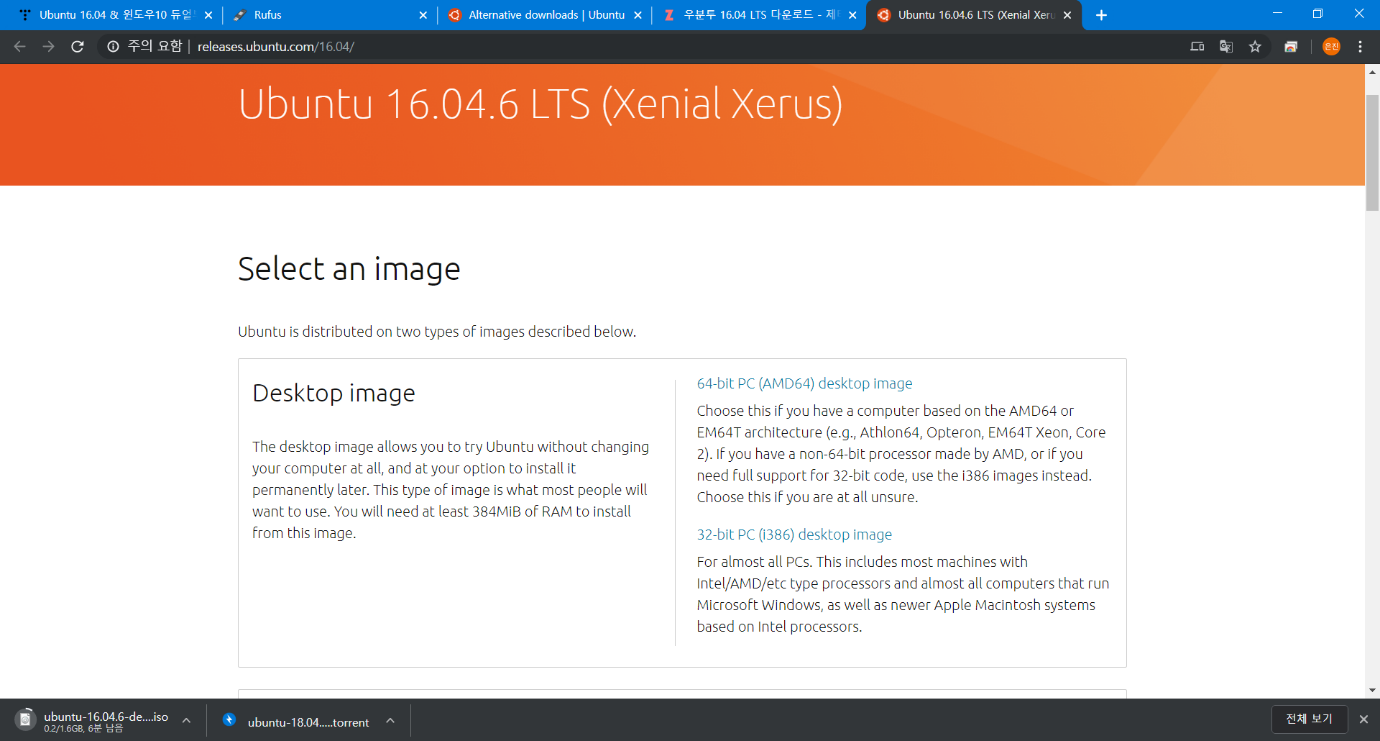 Ubuntu 16.04 & 윈도우10 듀얼
Rufus
Alternative downloads | Ubuntu
우분투 16.04 LTS 다운로드 - 제
Ubuntu 16.04.6 LTS (Xenial Xeru
주의 요함 | releases.ubuntu.com/16.04/
은진
Ubuntu 16.04.6 LTS (Xenial Xerus)
Select an image
Ubuntu is distributed on two types of images described below.
Desktop image
The desktop image allows you to try Ubuntu without changing
your computer at all, and at your option to install it
permanently later. This type of image is what most people will
want to use. You will need at least 384MiB of RAM to install
from this image.
64-bit PC (AMD64) desktop image
Choose this if you have a computer based on the AMD64 or
EM64T architecture (e.g., Athlon64, Opteron, EM64T Xeon, Core
2). If you have a non-64-bit processor made by AMD, or if you
need full support for 32-bit code, use the i386 images instead.
Choose this if you are at all unsure.
32-bit PC (i386) desktop image
For almost all PCs. This includes most machines with
Intel/AMD/etc type processors and almost all computers that run
Microsoft Windows, as well as newer Apple Macintosh systems
based on Intel processors.
ubuntu-16.04.6-de....iso
0.2/1.6GB, 6분 남음
ubuntu-18.04.....torrent
전체 보기